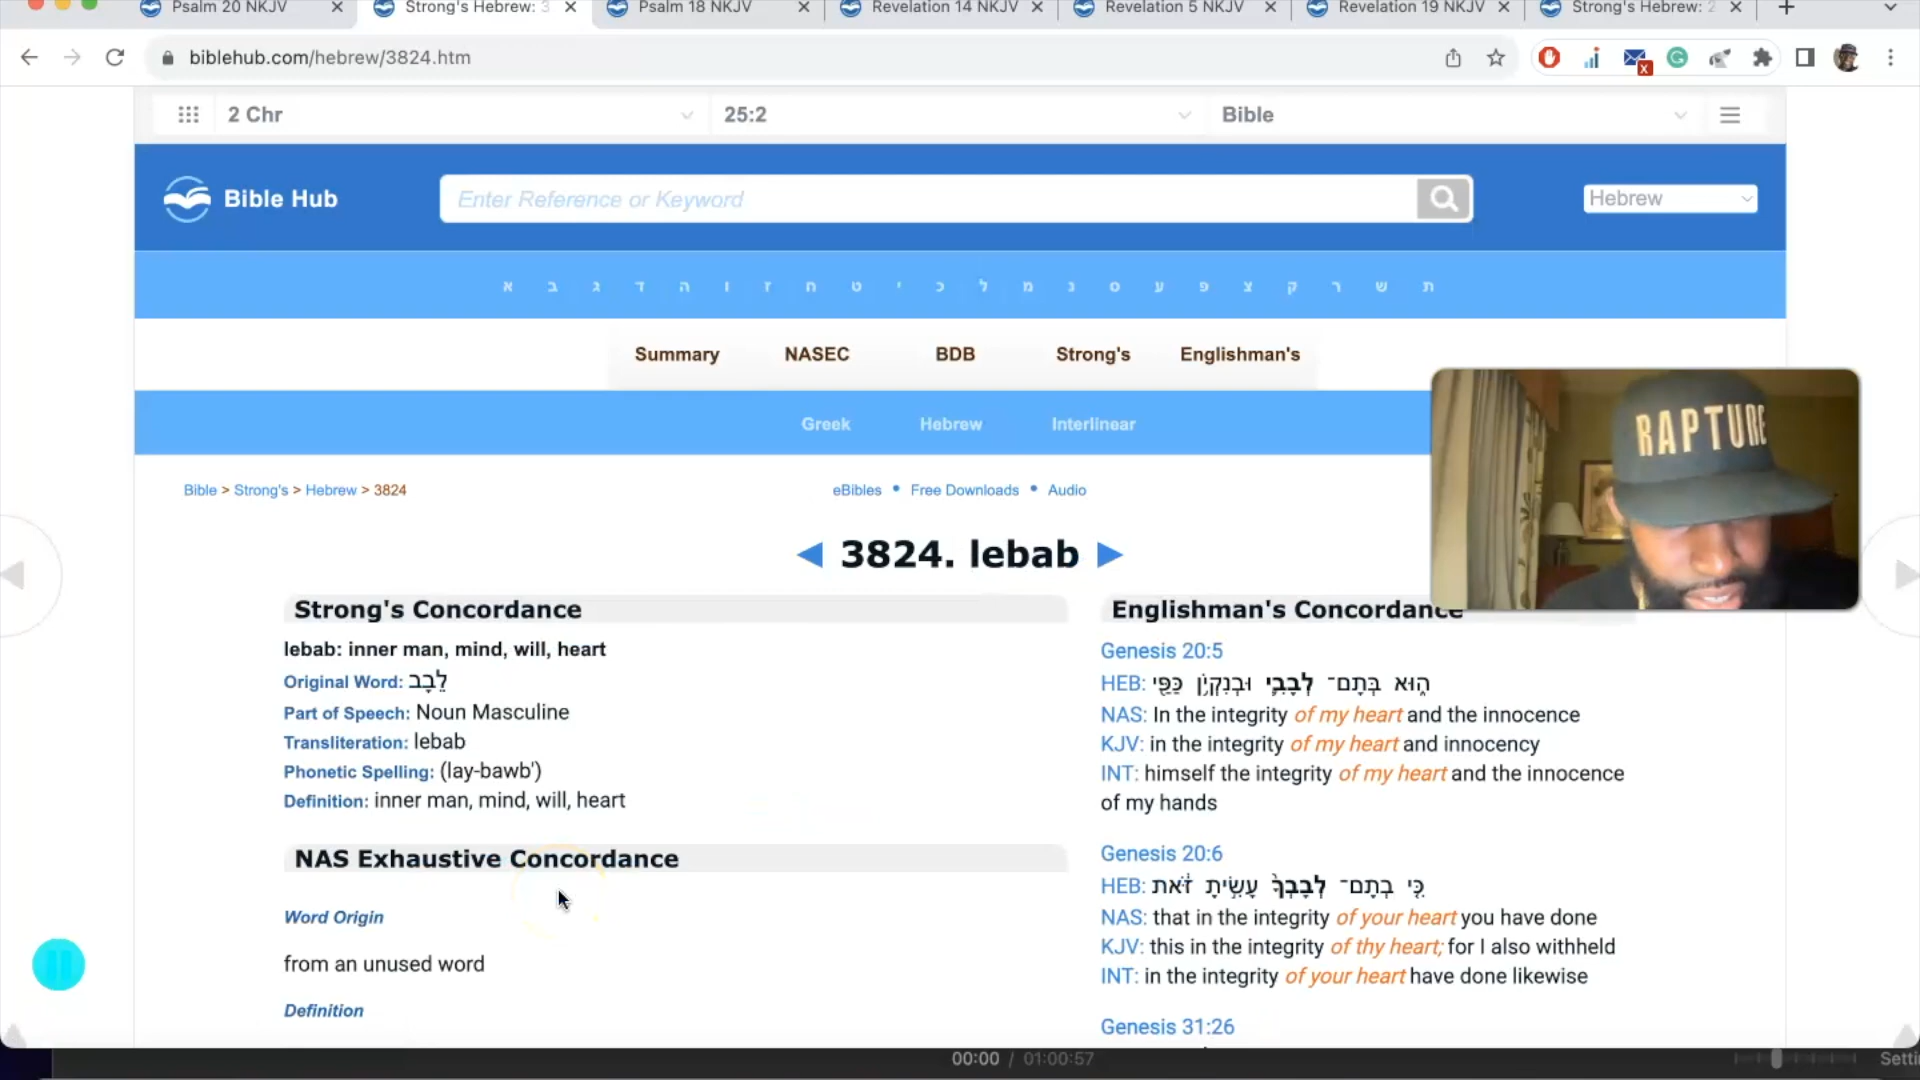 Psalm 20 NKJV
Strong's Hebrew: 3
Psalm 18 NKJV
Revelation 14 NKJV
Revelation 5 NKJV
Revelation 19 NKJV
Strong's Hebrew: 2
biblehub.com/hebrew/3824.htm
2 Chr
25:2
Bible
Bible Hub
Enter Reference or Keyword
Hebrew
א ב ג ד ה ו ז ח ט י כ ל מ נ ס ע פ צ ק ר ש ת
Summary NASEC BDB Strong's Englishman's
Greek Hebrew Interlinear
Bible > Strong's > Hebrew > 3824
eBibles • Free Downloads • Audio
RAPTURE
◄ 3824. lebab ►
Strong's Concordance
lebab: inner man, mind, will, heart
Original Word: לֵבָב
Part of Speech: Noun Masculine
Transliteration: lebab
Phonetic Spelling: (lay-bawb')
Definition: inner man, mind, will, heart
NAS Exhaustive Concordance
Word Origin
from an unused word
Definition
Englishman's Concordance
Genesis 20:5
HEB: ה֑וּא בְּתָם־ לְבָבִ֛י וּבְנִקְיֹ֥ן כַּפַּ֖י
NAS: In the integrity of my heart and the innocence
KJV: in the integrity of my heart and innocency
INT: himself the integrity of my heart and the innocence
of my hands
Genesis 20:6
HEB: כִּ֤י בְתָם־ לְבָבְךָ֙ עָשִׂ֣יתָ זֹּ֔את
NAS: that in the integrity of your heart you have done
KJV: this in the integrity of thy heart; for I also withheld
INT: in the integrity of your heart have done likewise
Genesis 31:26
00:00 / 01:00:57
Setti